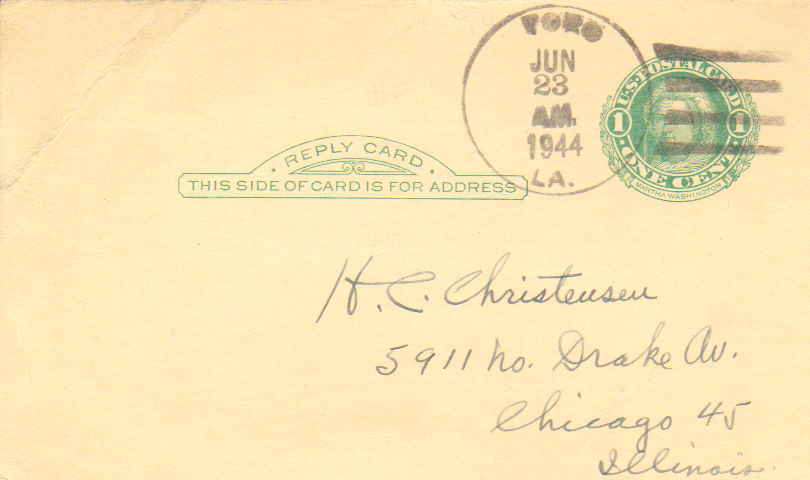 TORO
JUN
23
AM.
1944
LA.
U.S. POSTAL CARD
1 1
ONE CENT
MARTHA WASHINGTON
· REPLY CARD ·
THIS SIDE OF CARD IS FOR ADDRESS
H. C. Christensen
5911 No. Drake Av.
Chicago 45
Illinois.